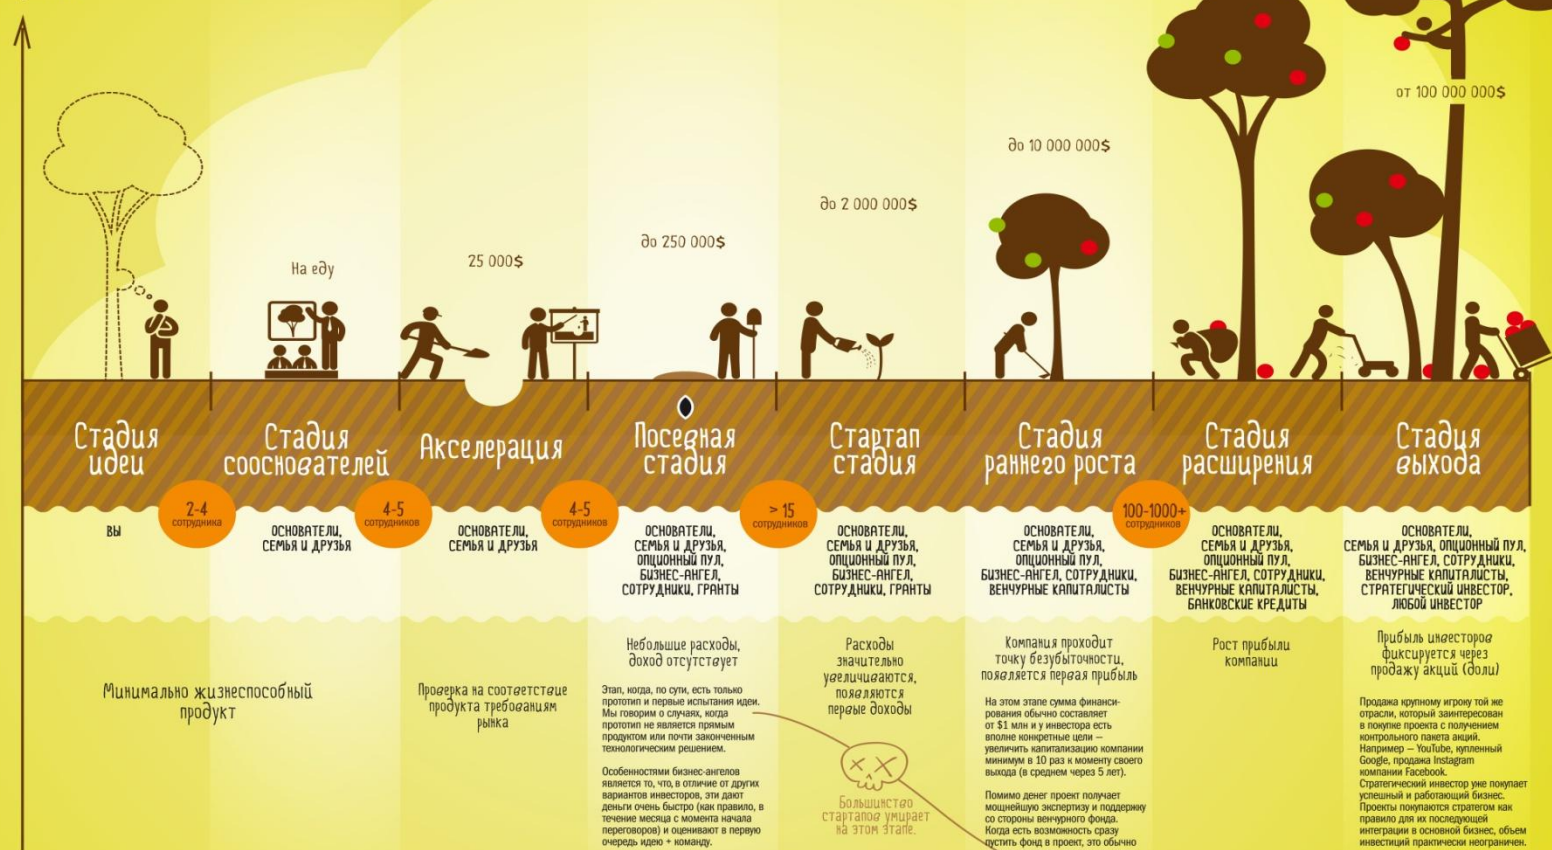 от 100 000 000$
до 10 000 000$
до 2 000 000$
до 250 000$
25 000$
На еду
Стадия
идеи
Стадия
сооснователей
Акселерация
Посевная
стадия
Стартап
стадия
Стадия
раннего роста
Стадия
расширения
Стадия
выхода
2-4
сотрудника
4-5
сотрудников
4-5
сотрудников
> 15
сотрудников
100-1000+
сотрудников
ВЫ
ОСНОВАТЕЛИ,
СЕМЬЯ И ДРУЗЬЯ
ОСНОВАТЕЛИ,
СЕМЬЯ И ДРУЗЬЯ
ОСНОВАТЕЛИ,
СЕМЬЯ И ДРУЗЬЯ,
ОПЦИОННЫЙ ПУЛ,
БИЗНЕС-АНГЕЛ,
СОТРУДНИКИ, ГРАНТЫ
ОСНОВАТЕЛИ,
СЕМЬЯ И ДРУЗЬЯ,
ОПЦИОННЫЙ ПУЛ,
БИЗНЕС-АНГЕЛ,
СОТРУДНИКИ, ГРАНТЫ
ОСНОВАТЕЛИ,
СЕМЬЯ И ДРУЗЬЯ,
ОПЦИОННЫЙ ПУЛ,
БИЗНЕС-АНГЕЛ, СОТРУДНИКИ,
ВЕНЧУРНЫЕ КАПИТАЛИСТЫ
ОСНОВАТЕЛИ,
СЕМЬЯ И ДРУЗЬЯ,
ОПЦИОННЫЙ ПУЛ,
БИЗНЕС-АНГЕЛ, СОТРУДНИКИ,
ВЕНЧУРНЫЕ КАПИТАЛИСТЫ,
БАНКОВСКИЕ КРЕДИТЫ
ОСНОВАТЕЛИ,
СЕМЬЯ И ДРУЗЬЯ, ОПЦИОННЫЙ ПУЛ,
БИЗНЕС-АНГЕЛ, СОТРУДНИКИ,
ВЕНЧУРНЫЕ КАПИТАЛИСТЫ,
СТРАТЕГИЧЕСКИЙ ИНВЕСТОР,
ЛЮБОЙ ИНВЕСТОР
Минимально жизнеспособный
продукт
Проверка на соответствие
продукта требованиям
рынка
Небольшие расходы,
доход отсутствует
Этап, когда, по сути, есть только
прототип и первые испытания идеи.
Мы говорим о случаях, когда
прототип не является прямым
продуктом или почти законченным
технологическим решением.
Особенностями бизнес-ангелов
является то, что, в отличие от других
вариантов инвесторов, эти дают
деньги очень быстро (как правило, в
течение месяца с момента начала
переговоров) и оценивают в первую
очередь идею + команду.
Расходы
значительно
увеличиваются,
появляются
первые доходы
Большинство
стартапов умирает
на этом этапе.
Компания проходит
точку безубыточности,
появляется первая прибыль
На этом этапе сумма финанси-
рования обычно составляет
от $1 млн и у инвестора есть
вполне конкретные цели –
увеличить капитализацию компании
минимум в 10 раз к моменту своего
выхода (в среднем через 5 лет).
Помимо денег проект получает
мощнейшую экспертизу и поддержку
со стороны венчурного фонда.
Когда есть возможность сразу
пустить фонд в проект, это обычно
Рост прибыли
компании
Прибыль инвесторов
фиксируется через
продажу акций (доли)
Продажа крупному игроку той же
отрасли, который заинтересован
в покупке проекта с получением
контрольного пакета акций.
Например – YouTube, купленный
Google, продажа Instagram
компании Facebook.
Стратегический инвестор уже покупает
успешный и работающий бизнес.
Проекты покупаются стратегом как
правило для их последующей
интеграции в основной бизнес, объем
инвестиций практически неограничен.